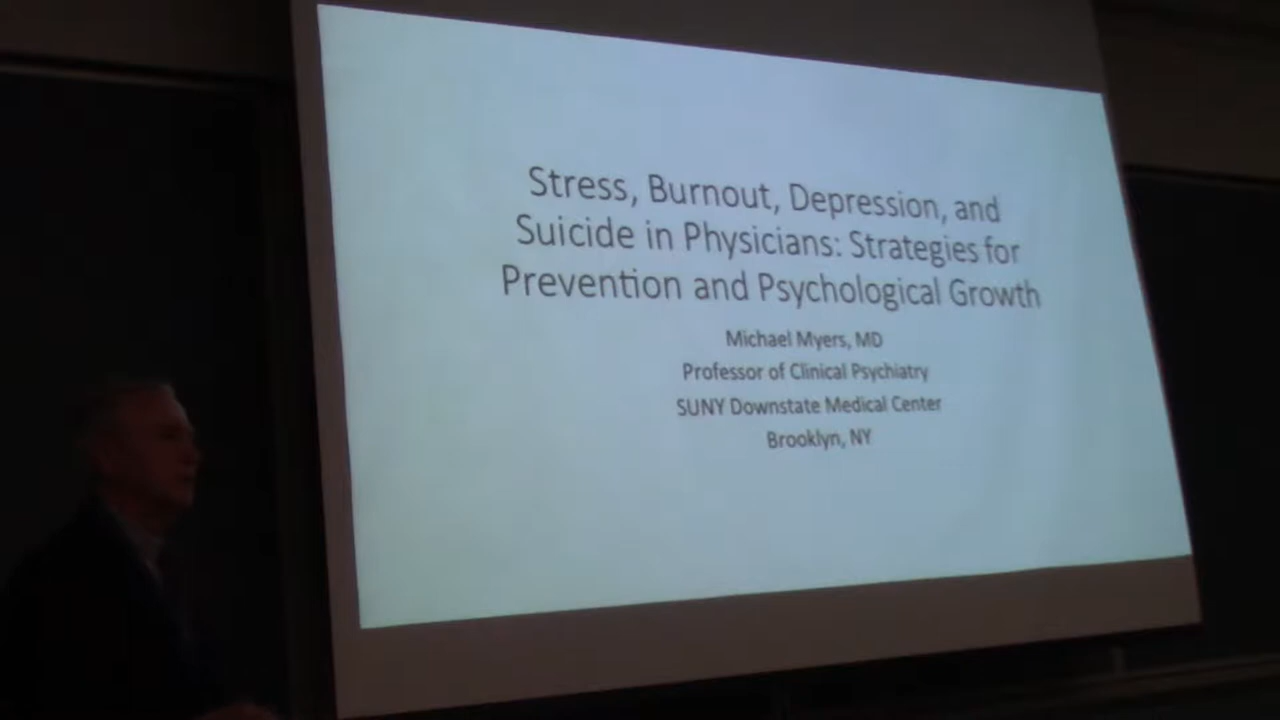 Stress, Burnout, Depression, and
Suicide in Physicians: Strategies for
Prevention and Psychological Growth
Michael Myers, MD
Professor of Clinical Psychiatry
SUNY Downstate Medical Center
Brooklyn, NY